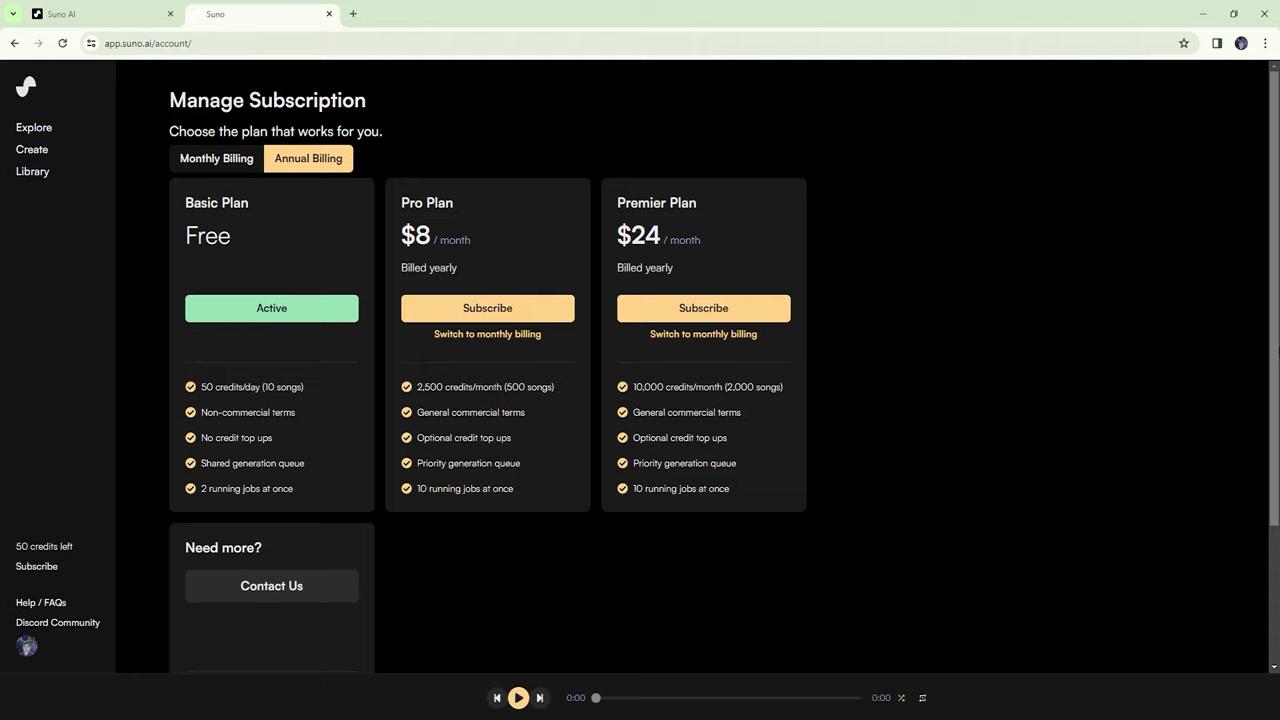 Suno AI
Suno
app.suno.ai/account/
Explore
Create
Library
Manage Subscription
Choose the plan that works for you.
Monthly Billing
Annual Billing
Basic Plan
Free
Active
50 credits/day (10 songs)
Non-commercial terms
No credit top ups
Shared generation queue
2 running jobs at once
Pro Plan
$8 / month
Billed yearly
Subscribe
Switch to monthly billing
2,500 credits/month (500 songs)
General commercial terms
Optional credit top ups
Priority generation queue
10 running jobs at once
Premier Plan
$24 / month
Billed yearly
Subscribe
Switch to monthly billing
10,000 credits/month (2,000 songs)
General commercial terms
Optional credit top ups
Priority generation queue
10 running jobs at once
Need more?
Contact Us
50 credits left
Subscribe
Help / FAQs
Discord Community
0:00
0:00